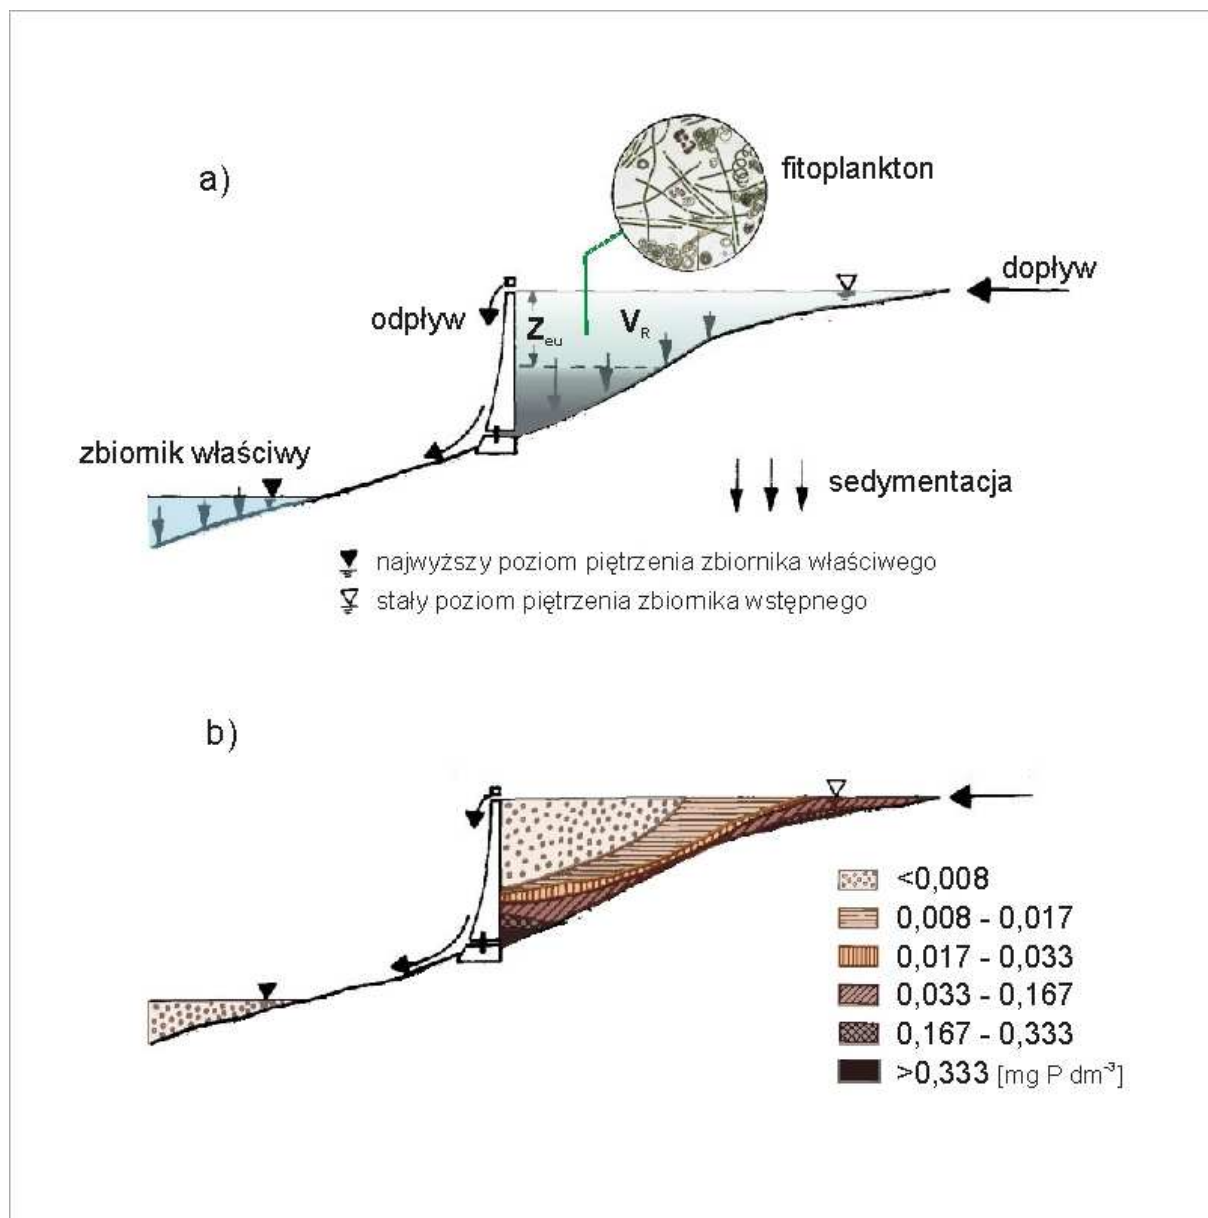 a)
fitoplankton
dopływ
odpływ
Zeu
VR
zbiornik właściwy
sedymentacja
najwyższy poziom piętrzenia zbiornika właściwego
stały poziom piętrzenia zbiornika wstępnego
b)
<0,008
0,008 - 0,017
0,017 - 0,033
0,033 - 0,167
0,167 - 0,333
>0,333 [mg P dm⁻³]